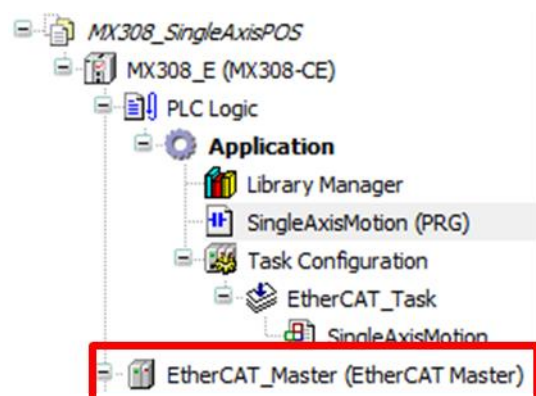 MX308_SingleAxisPOS
MX308_E (MX308-CE)
PLC Logic
Application
Library Manager
SingleAxisMotion (PRG)
Task Configuration
EtherCAT_Task
SingleAxisMotion
EtherCAT_Master (EtherCAT Master)